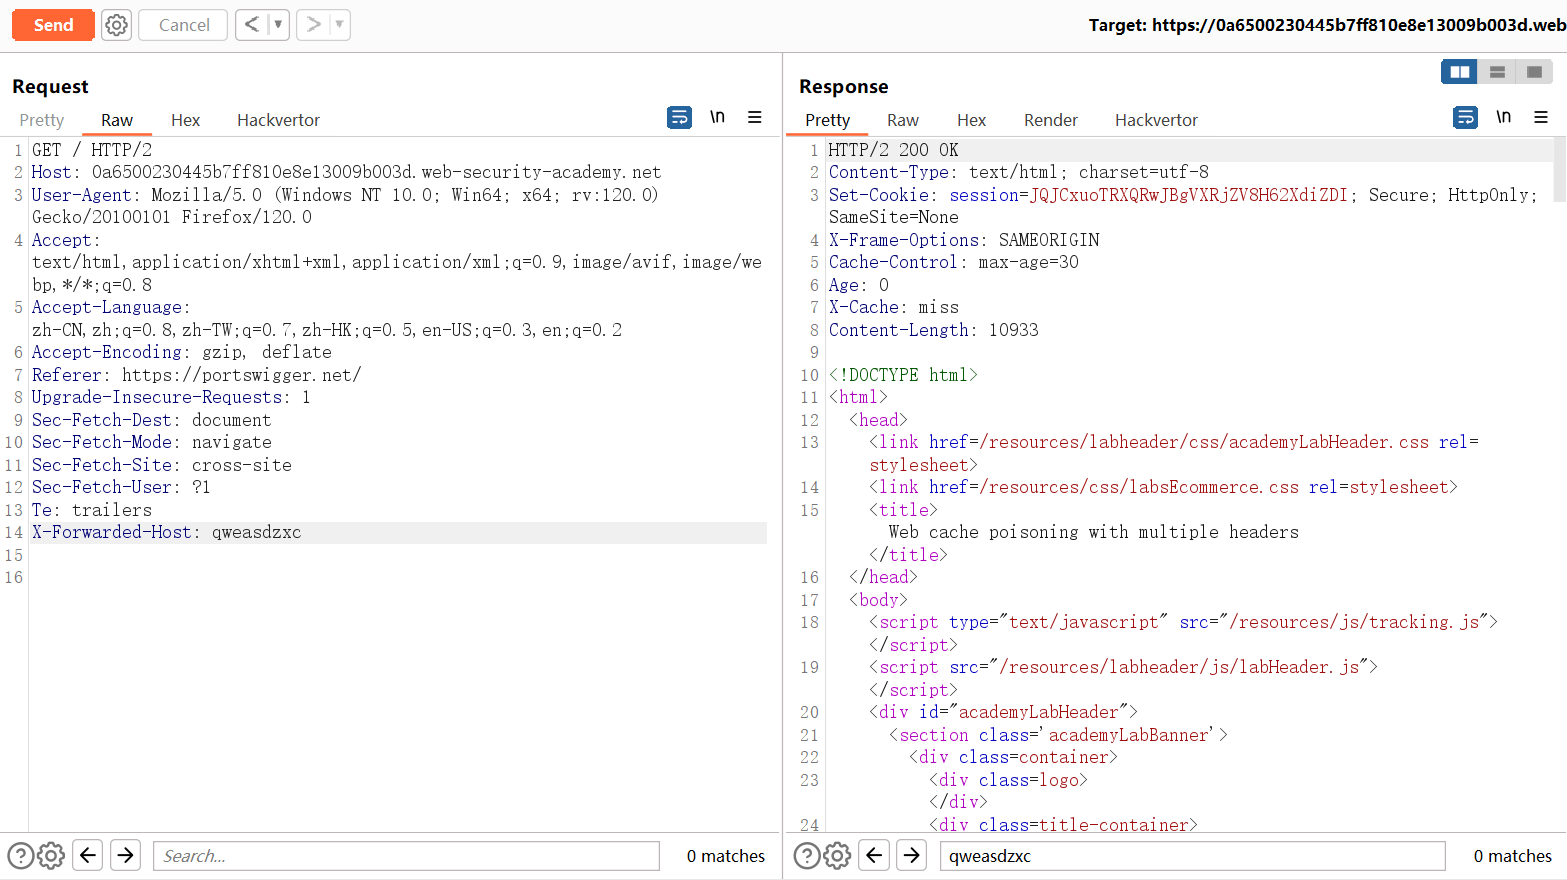 Send
Cancel
Target: https://0a6500230445b7ff810e8e13009b003d.web
Request
Pretty Raw Hex Hackvertor \n
1 GET / HTTP/2
2 Host: 0a6500230445b7ff810e8e13009b003d.web-security-academy.net
3 User-Agent: Mozilla/5.0 (Windows NT 10.0; Win64; x64; rv:120.0)
Gecko/20100101 Firefox/120.0
4 Accept:
text/html,application/xhtml+xml,application/xml;q=0.9,image/avif,image/we
bp,*/*;q=0.8
5 Accept-Language:
zh-CN,zh;q=0.8,zh-TW;q=0.7,zh-HK;q=0.5,en-US;q=0.3,en;q=0.2
6 Accept-Encoding: gzip, deflate
7 Referer: https://portswigger.net/
8 Upgrade-Insecure-Requests: 1
9 Sec-Fetch-Dest: document
10 Sec-Fetch-Mode: navigate
11 Sec-Fetch-Site: cross-site
12 Sec-Fetch-User: ?1
13 Te: trailers
14 X-Forwarded-Host: qweasdzxc
15
16
Search...
0 matches
Response
Pretty Raw Hex Render Hackvertor \n
1 HTTP/2 200 OK
2 Content-Type: text/html; charset=utf-8
3 Set-Cookie: session=JQJCxuoTRXQRwJBgVXRjZV8H62XdiZDI; Secure; HttpOnly;
SameSite=None
4 X-Frame-Options: SAMEORIGIN
5 Cache-Control: max-age=30
6 Age: 0
7 X-Cache: miss
8 Content-Length: 10933
9
10 <!DOCTYPE html>
11 <html>
12 <head>
13 <link href=/resources/labheader/css/academyLabHeader.css rel=
stylesheet>
14 <link href=/resources/css/labsEcommerce.css rel=stylesheet>
15 <title>
Web cache poisoning with multiple headers
</title>
16 </head>
17 <body>
18 <script type="text/javascript" src="/resources/js/tracking.js">
</script>
19 <script src="/resources/labheader/js/labHeader.js">
</script>
20 <div id="academyLabHeader">
21 <section class='academyLabBanner'>
22 <div class=container>
23 <div class=logo>
</div>
24 <div class=title-container>
qweasdzxc
0 matches